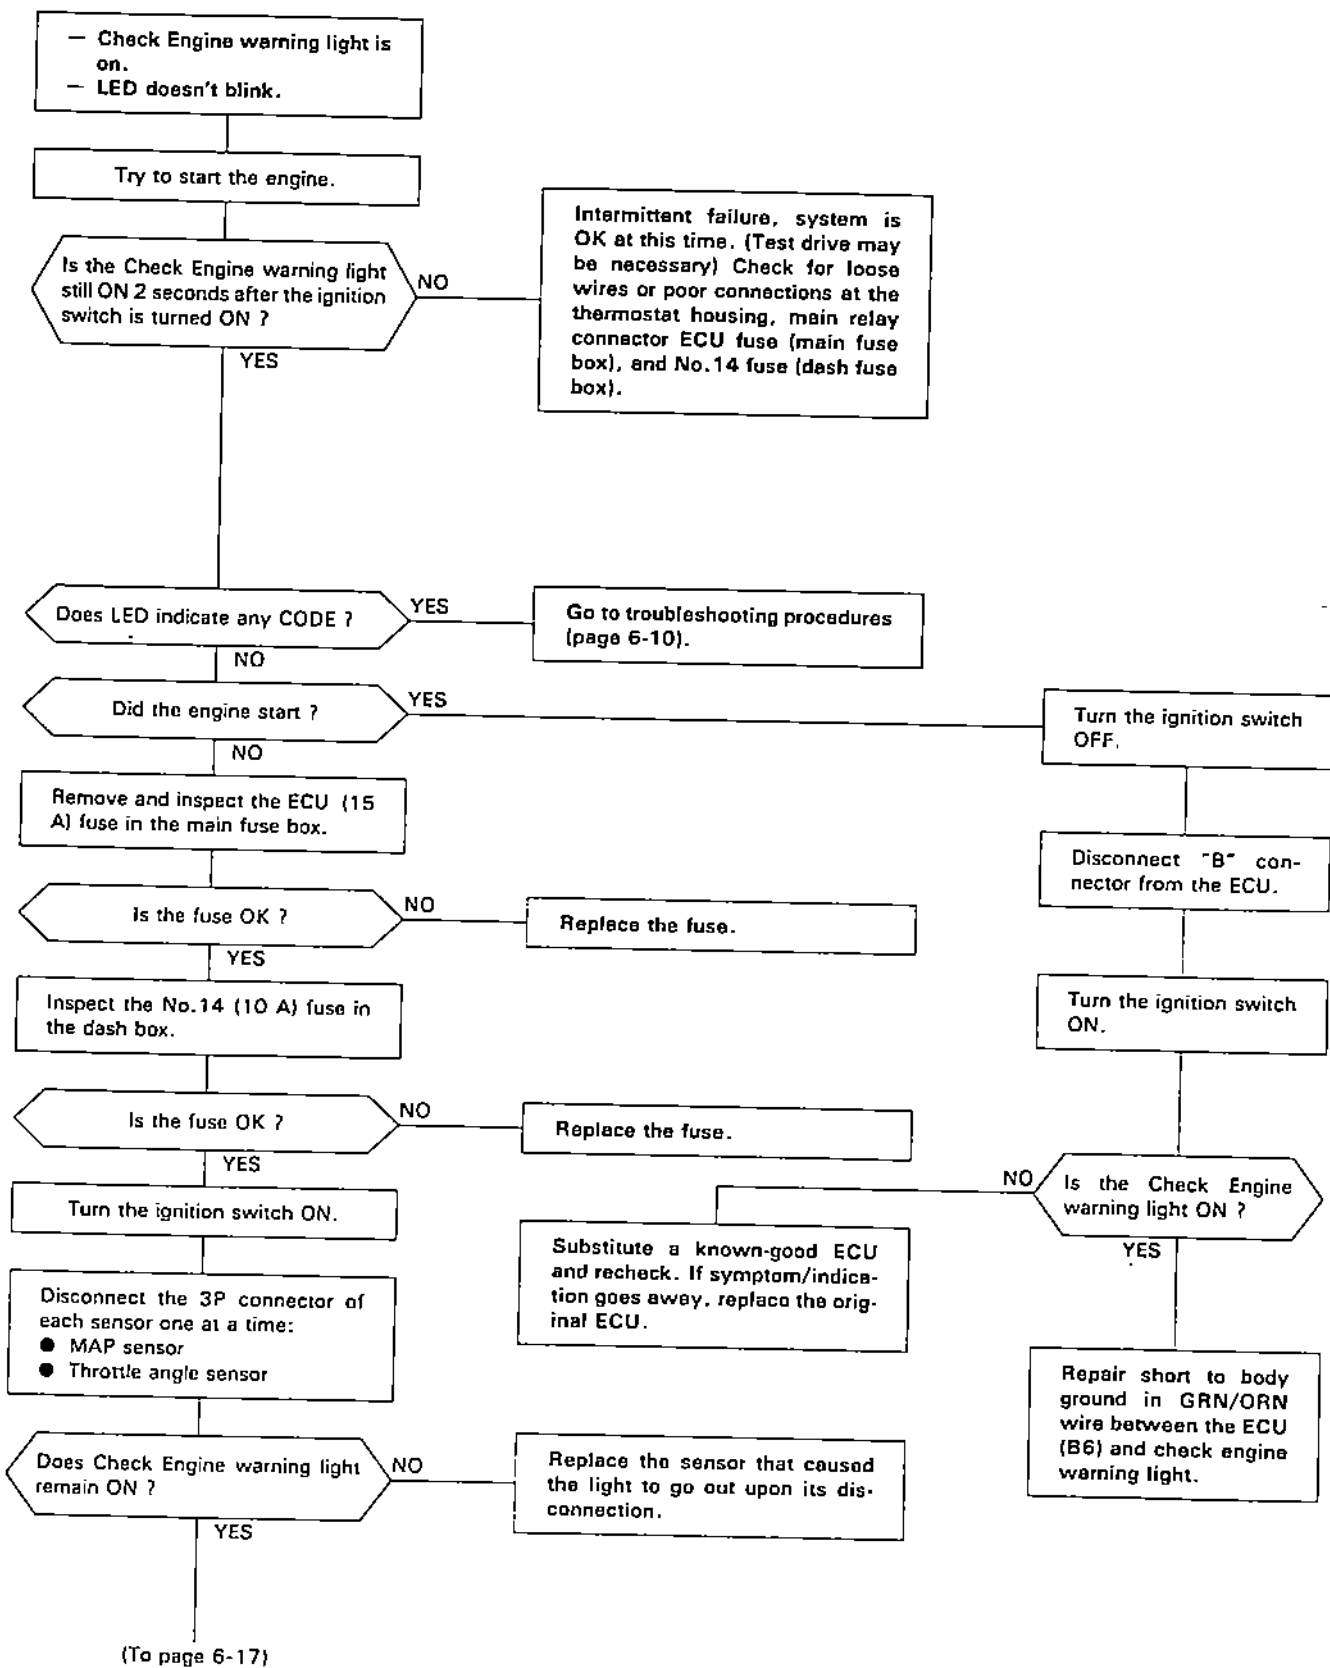 — Check Engine warning light is
on.
— LED doesn't blink.
Try to start the engine.
Is the Check Engine warning light
still ON 2 seconds after the ignition
switch is turned ON ?
NO
YES
Intermittent failure, system is
OK at this time. (Test drive may
be necessary) Check for loose
wires or poor connections at the
thermostat housing, main relay
connector ECU fuse (main fuse
box), and No.14 fuse (dash fuse
box).
Does LED indicate any CODE ?
YES
NO
Go to troubleshooting procedures
(page 6-10).
Did the engine start ?
YES
NO
Turn the ignition switch
OFF.
Disconnect "B" con-
nector from the ECU.
Turn the ignition switch
ON.
Is the Check Engine
warning light ON ?
NO
YES
Substitute a known-good ECU
and recheck. If symptom/indica-
tion goes away, replace the orig-
inal ECU.
Repair short to body
ground in GRN/ORN
wire between the ECU
(B6) and check engine
warning light.
Remove and inspect the ECU (15
A) fuse in the main fuse box.
Is the fuse OK ?
NO
YES
Replace the fuse.
Inspect the No.14 (10 A) fuse in
the dash box.
Is the fuse OK ?
NO
YES
Replace the fuse.
Turn the ignition switch ON.
Disconnect the 3P connector of
each sensor one at a time:
● MAP sensor
● Throttle angle sensor
Does Check Engine warning light
remain ON ?
NO
YES
Replace the sensor that caused
the light to go out upon its dis-
connection.
(To page 6-17)